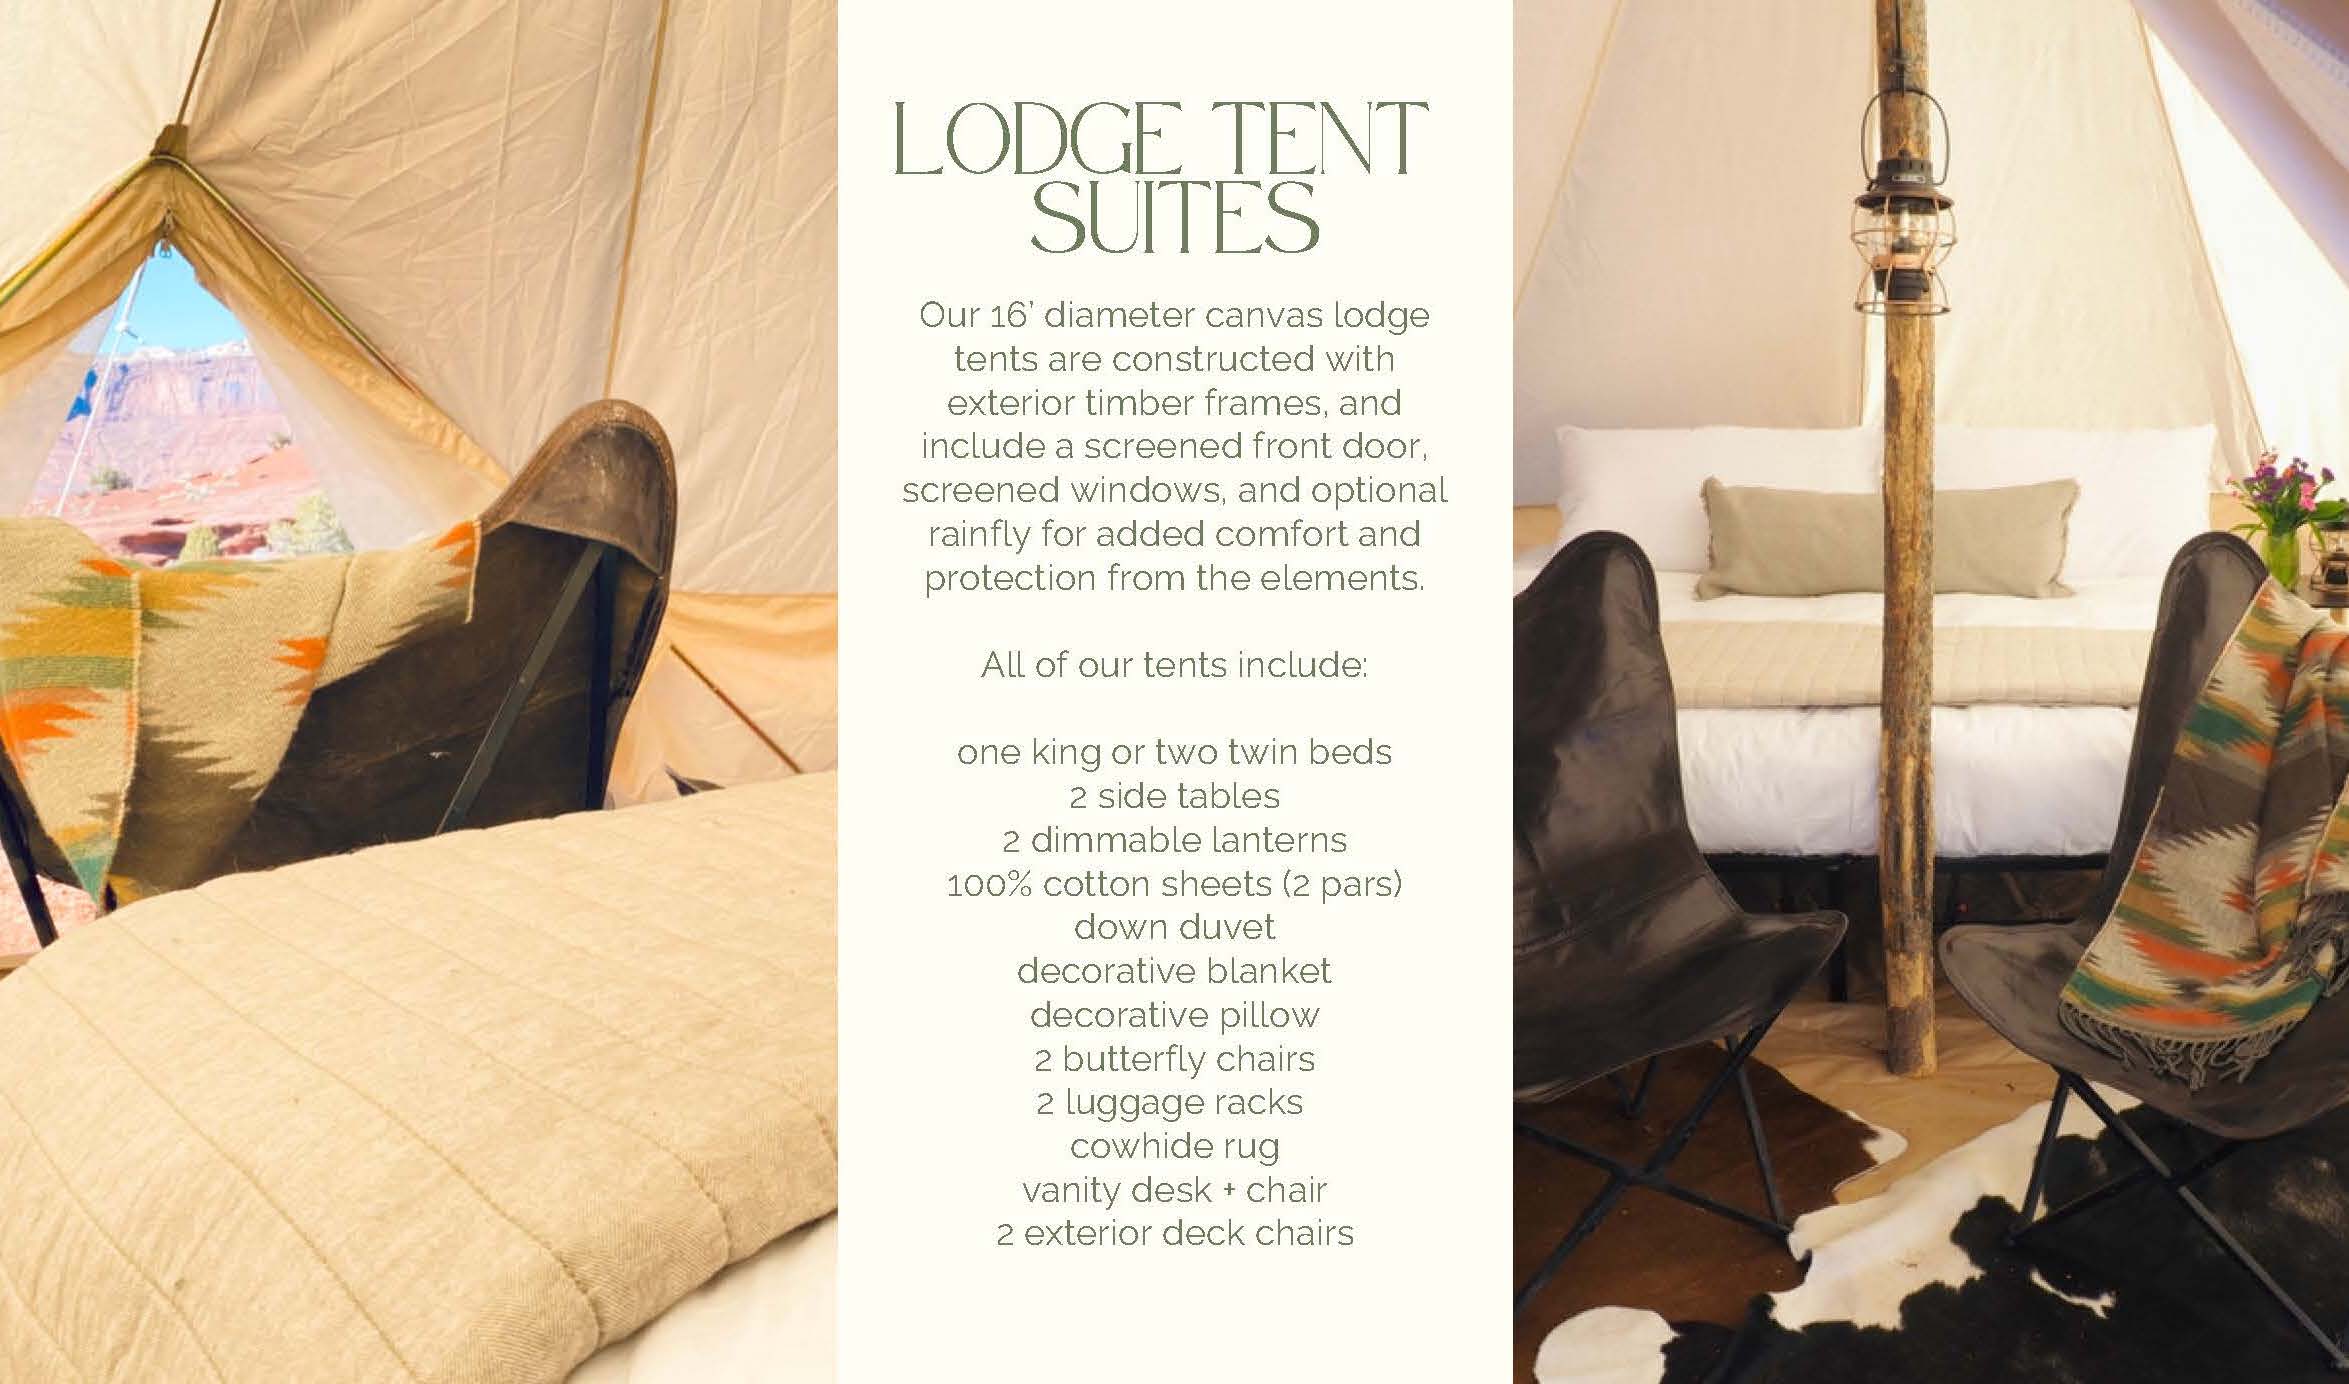 LODGE TENT
SUITES
Our 16' diameter canvas lodge
tents are constructed with
exterior timber frames, and
include a screened front door,
screened windows, and optional
rainfly for added comfort and
protection from the elements.
All of our tents include:
one king or two twin beds
2 side tables
2 dimmable lanterns
100% cotton sheets (2 pars)
down duvet
decorative blanket
decorative pillow
2 butterfly chairs
2 luggage racks
cowhide rug
vanity desk + chair
2 exterior deck chairs